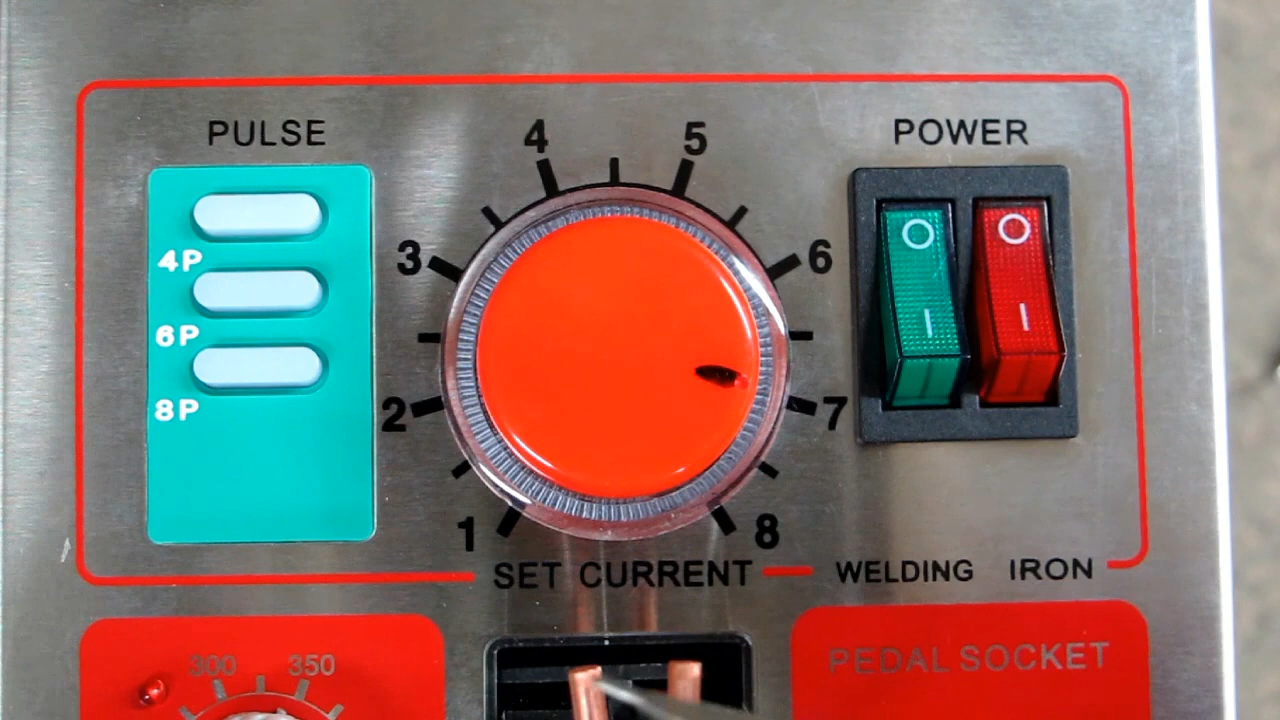 PULSE
4P
6P
8P
1
2
3
4
5
6
7
8
SET CURRENT
POWER
O O
I I
WELDING IRON
300 350
PEDAL SOCKET